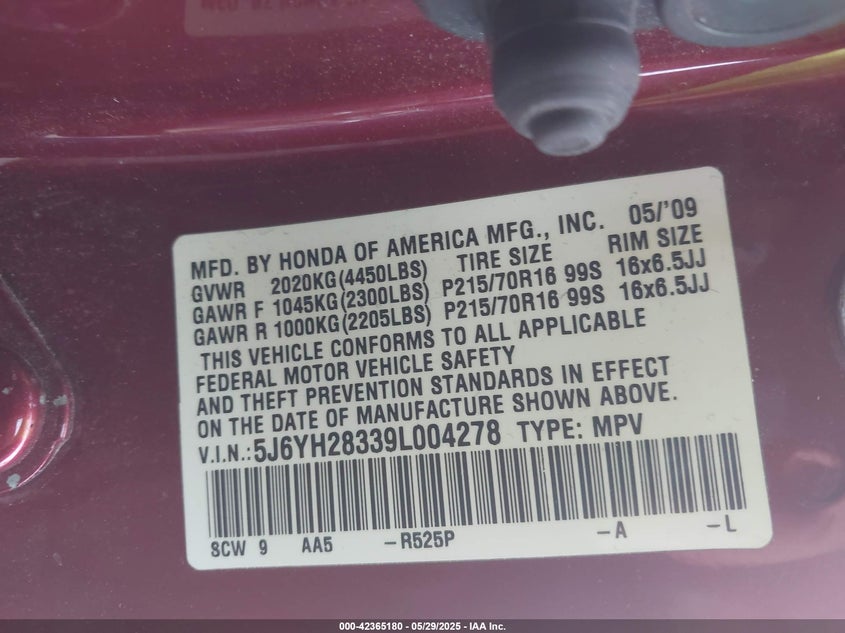 MFD. BY HONDA OF AMERICA MFG., INC. 05/'09
GVWR 2020KG(4450LBS) TIRE SIZE RIM SIZE
GAWR F 1045KG(2300LBS) P215/70R16 99S 16x6.5JJ
GAWR R 1000KG(2205LBS) P215/70R16 99S 16x6.5JJ
THIS VEHICLE CONFORMS TO ALL APPLICABLE
FEDERAL MOTOR VEHICLE SAFETY
AND THEFT PREVENTION STANDARDS IN EFFECT
ON THE DATE OF MANUFACTURE SHOWN ABOVE.
V.I.N.:5J6YH28339L004278 TYPE: MPV
SCW 9 AA5 -R525P -A -L
000-42365180 - 05/29/2025 - IAA Inc.